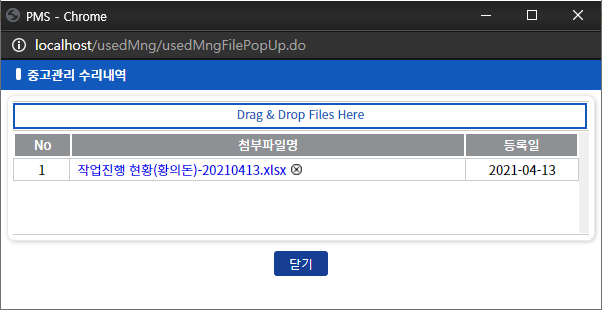 PMS - Chrome
localhost/usedMng/usedMngFilePopUp.do
중고관리 수리내역
Drag & Drop Files Here
No 첨부파일명 등록일
1 작업진행 현황(황의돈)-20210413.xlsx 2021-04-13
닫기